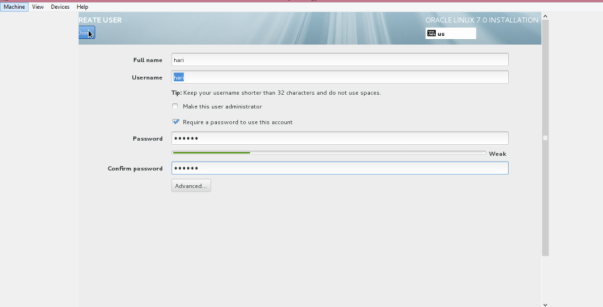 Machine View Devices Help
REATE USER
ORACLE LINUX 7.0 INSTALLATION
us
Full name hari
Username hari
Tip: Keep your username shorter than 32 characters and do not use spaces.
Make this user administrator
Require a password to use this account
Password ••••••
Weak
Confirm password ••••••
Advanced...